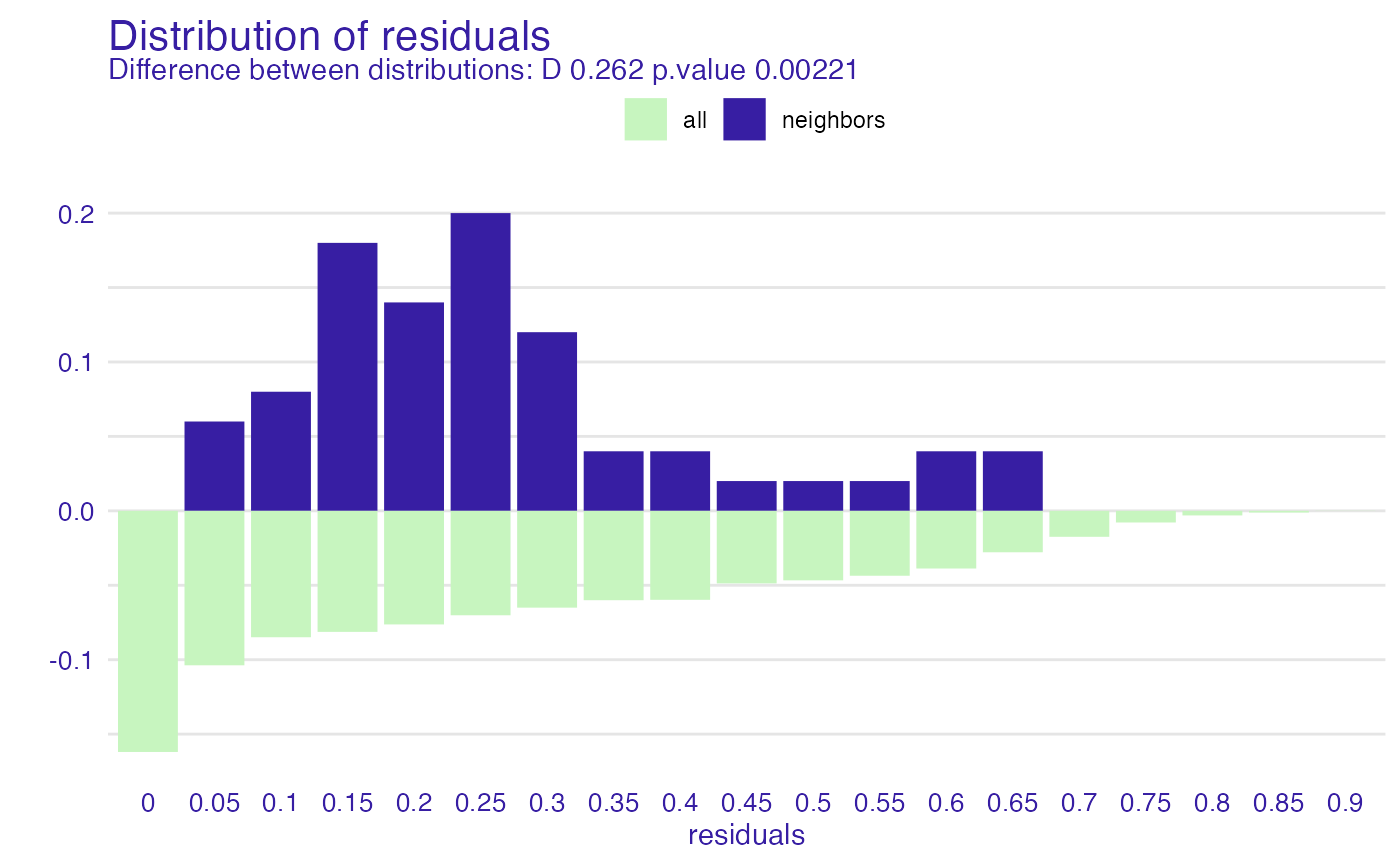 Distribution of residuals
Difference between distributions: D 0.262 p.value 0.00221
all neighbors
0.2
0.1
0.0
-0.1
0 0.05 0.1 0.15 0.2 0.25 0.3 0.35 0.4 0.45 0.5 0.55 0.6 0.65 0.7 0.75 0.8 0.85 0.9
residuals